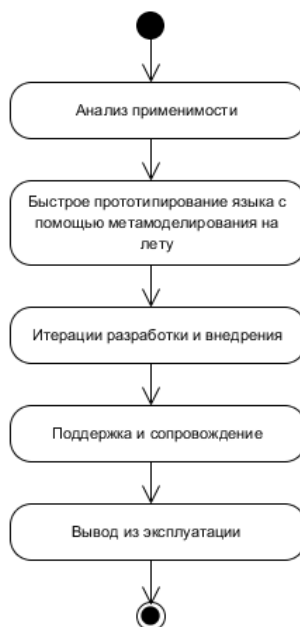 Анализ применимости
Быстрое прототипирование языка с
помощью метамоделирования на
лету
Итерации разработки и внедрения
Поддержка и сопровождение
Вывод из эксплуатации